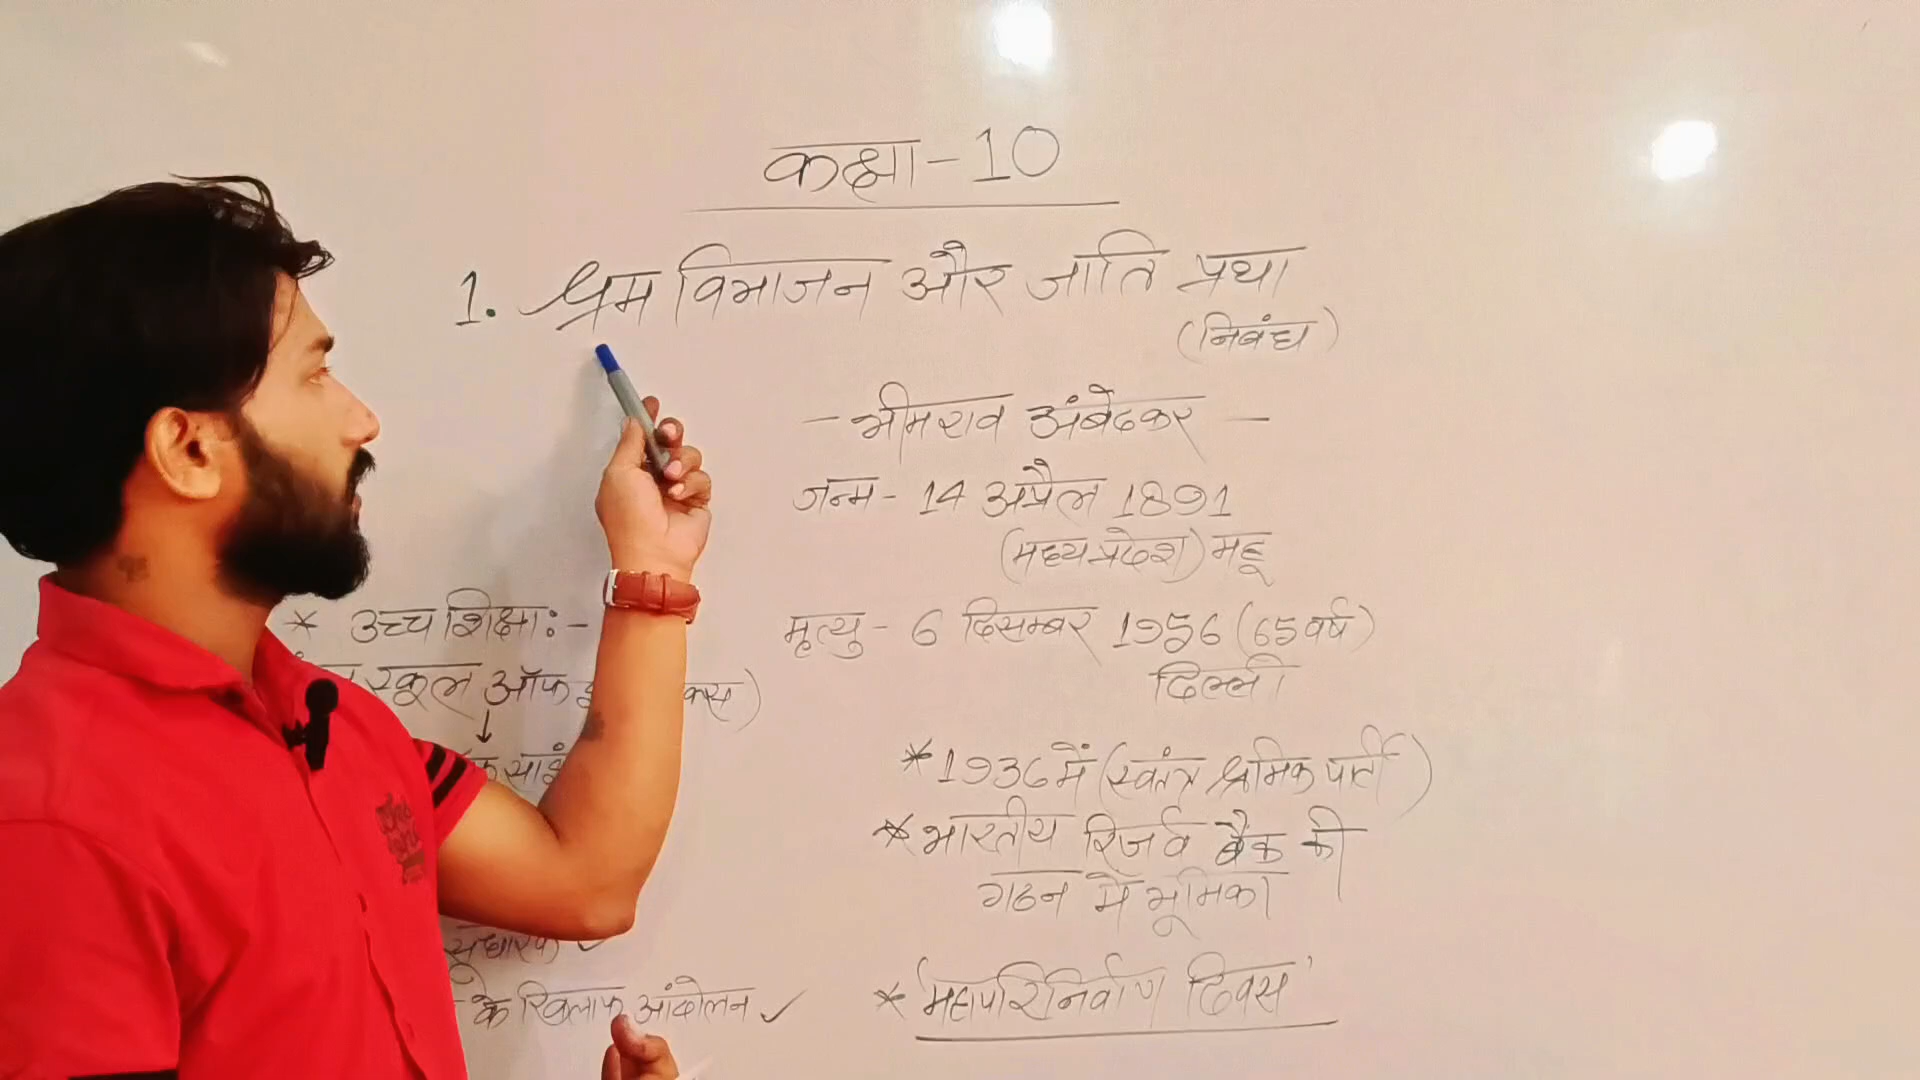 कक्षा-10
1. श्रम विभाजन और जाति प्रथा
(निबंध)
- भीमराव अंबेदकर -
जन्म - 14 अप्रैल 1891
(मध्यप्रदेश) महू
मृत्यु - 6 दिसम्बर 1956 (65 वर्ष)
दिल्ली
* 1936 में (स्वतंत्र श्रमिक पार्टी)
* भारतीय रिजर्व बैंक की
गठन में भूमिका
* 'महापरिनिर्वाण दिवस'
* उच्च शिक्षा:-
स्कूल ऑफ
↓
के खिलाफ आंदोलन ✓